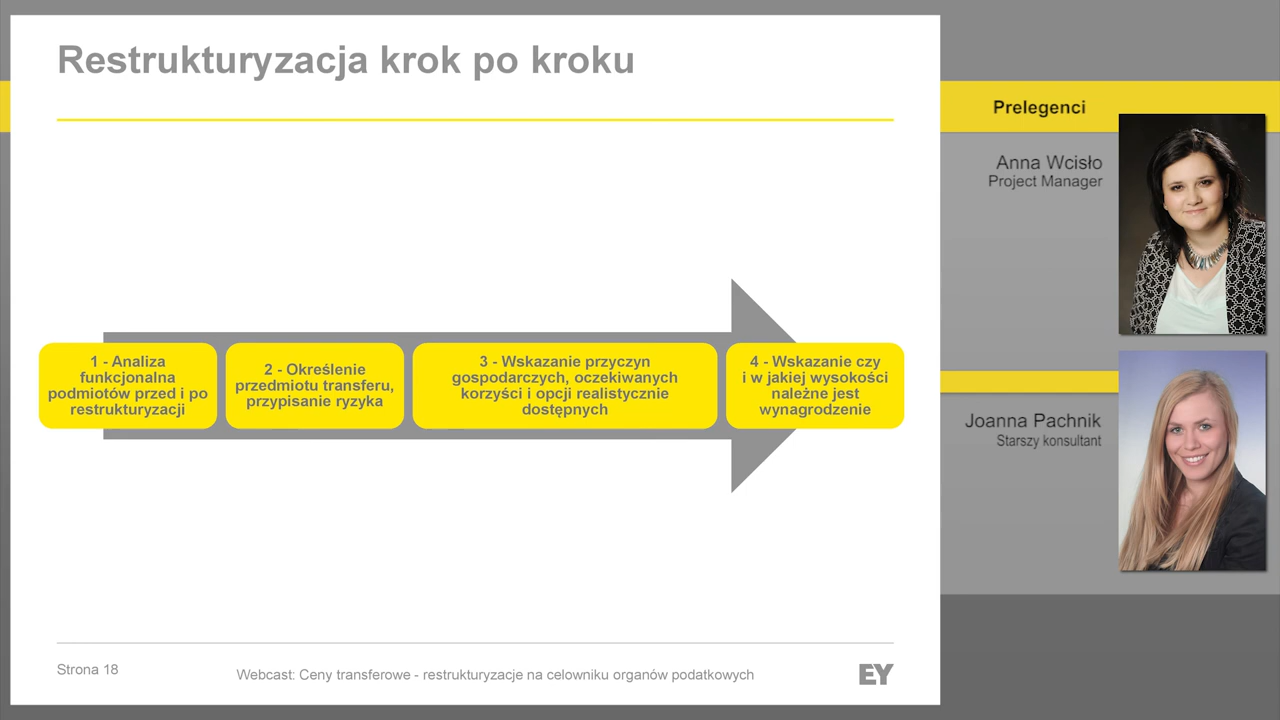 Restrukturyzacja krok po kroku
1 - Analiza
funkcjonalna
podmiotów przed i po
restrukturyzacji
2 - Określenie
przedmiotu transferu,
przypisanie ryzyka
3 - Wskazanie przyczyn
gospodarczych, oczekiwanych
korzyści i opcji realistycznie
dostępnych
4 - Wskazanie czy
i w jakiej wysokości
należne jest
wynagrodzenie
Strona 18
Webcast: Ceny transferowe - restrukturyzacje na celowniku organów podatkowych
EY
Prelegenci
Anna Wcisło
Project Manager
Joanna Pachnik
Starszy konsultant